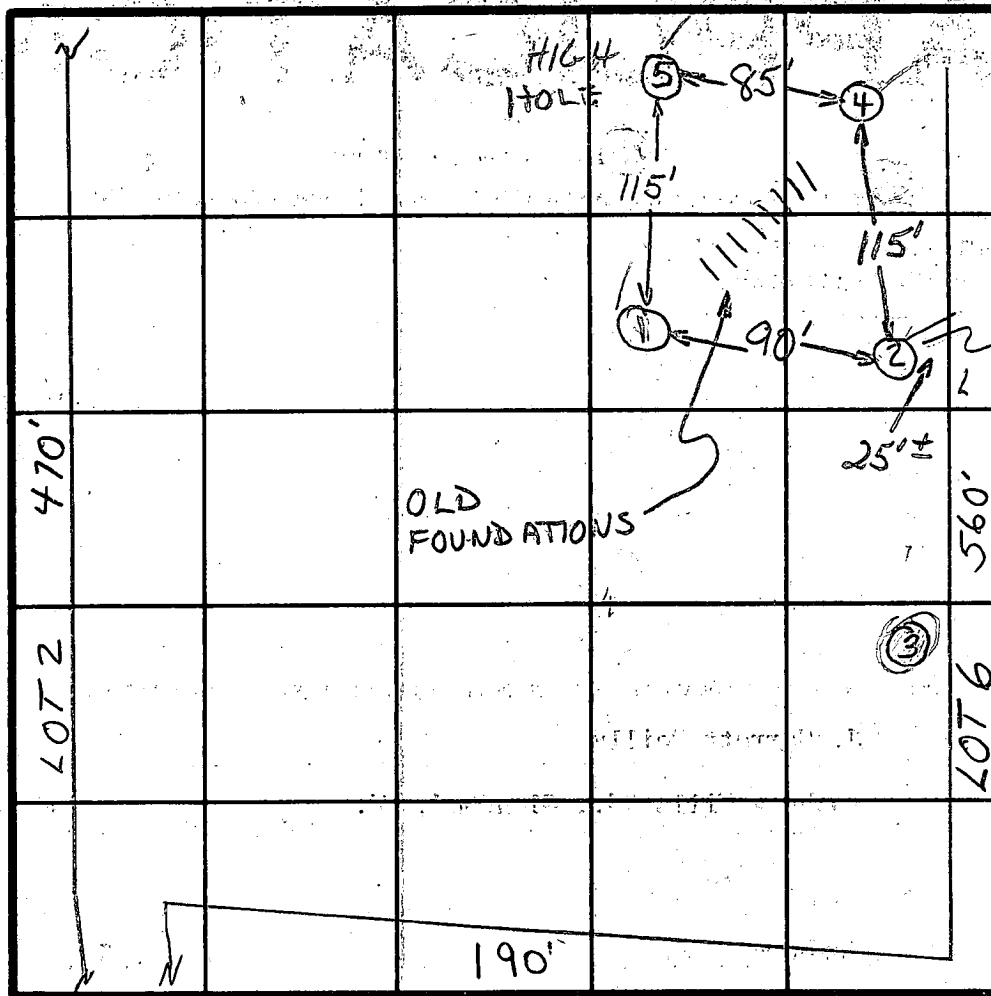 HIGH
HOLE
5
85'
4
115'
115'
1
90'
2
25'±
470'
560'
OLD
FOUNDATIONS
3
LOT 2
LOT 6
190'